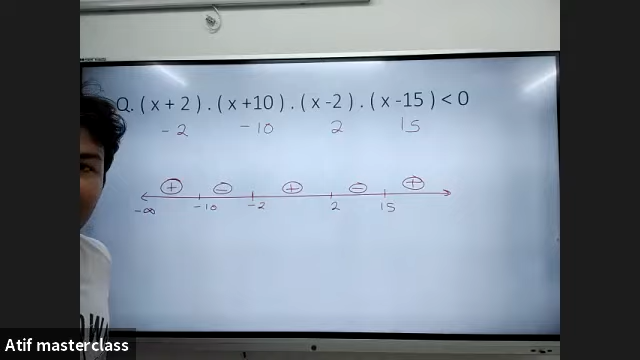 Q. ( x + 2 ) . ( x +10 ) . ( x -2 ) . ( x -15 ) < 0
-2 -10 2 15
+ - + - +
-∞ -10 -2 2 15
Atif masterclass